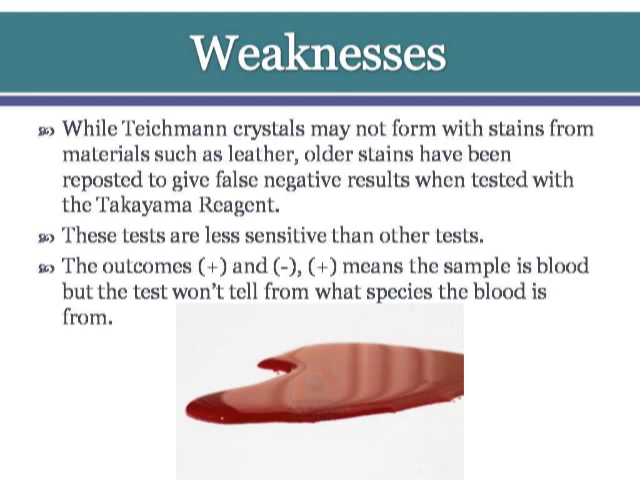 Weaknesses
While Teichmann crystals may not form with stains from
materials such as leather, older stains have been
reposted to give false negative results when tested with
the Takayama Reagent.
These tests are less sensitive than other tests.
The outcomes (+) and (-), (+) means the sample is blood
but the test won't tell from what species the blood is
from.